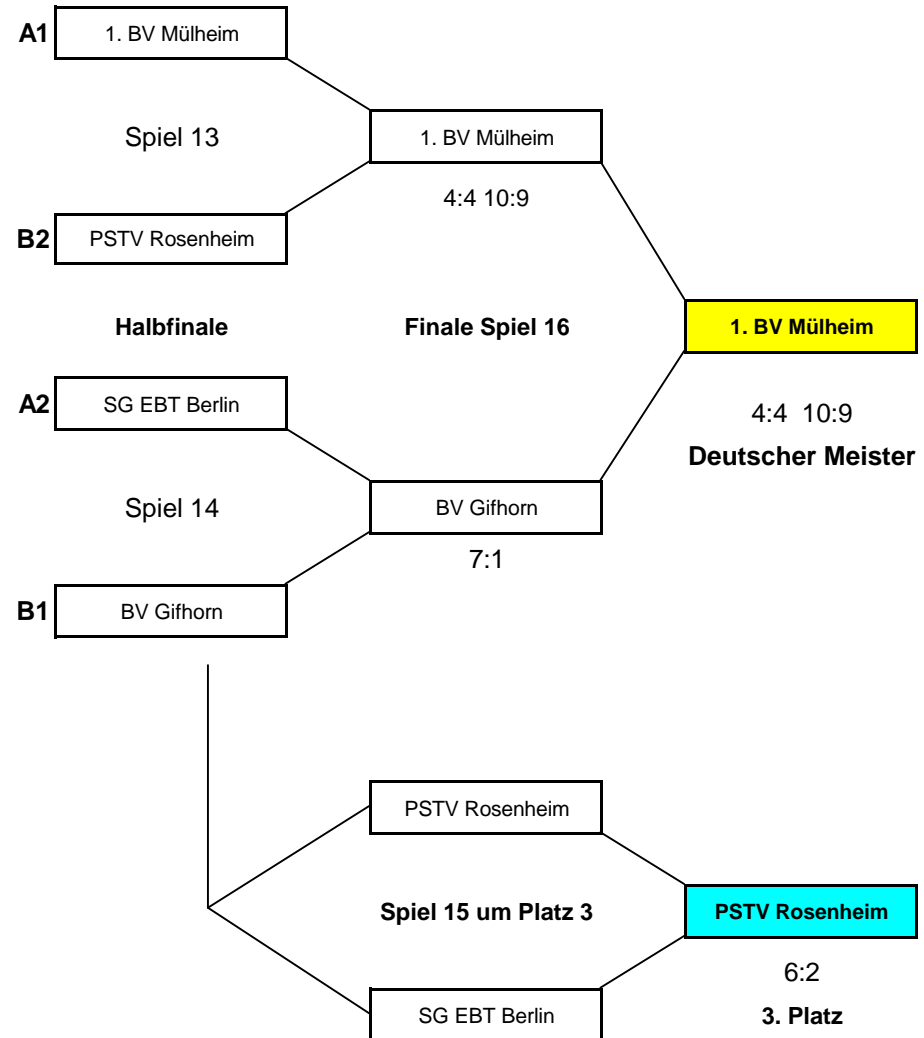 A1 1. BV Mülheim
Spiel 13 1. BV Mülheim
4:4 10:9
B2 PSTV Rosenheim
Halbfinale Finale Spiel 16 1. BV Mülheim
A2 SG EBT Berlin
4:4 10:9
Deutscher Meister
Spiel 14 BV Gifhorn
7:1
B1 BV Gifhorn
PSTV Rosenheim
Spiel 15 um Platz 3 PSTV Rosenheim
6:2
SG EBT Berlin 3. Platz